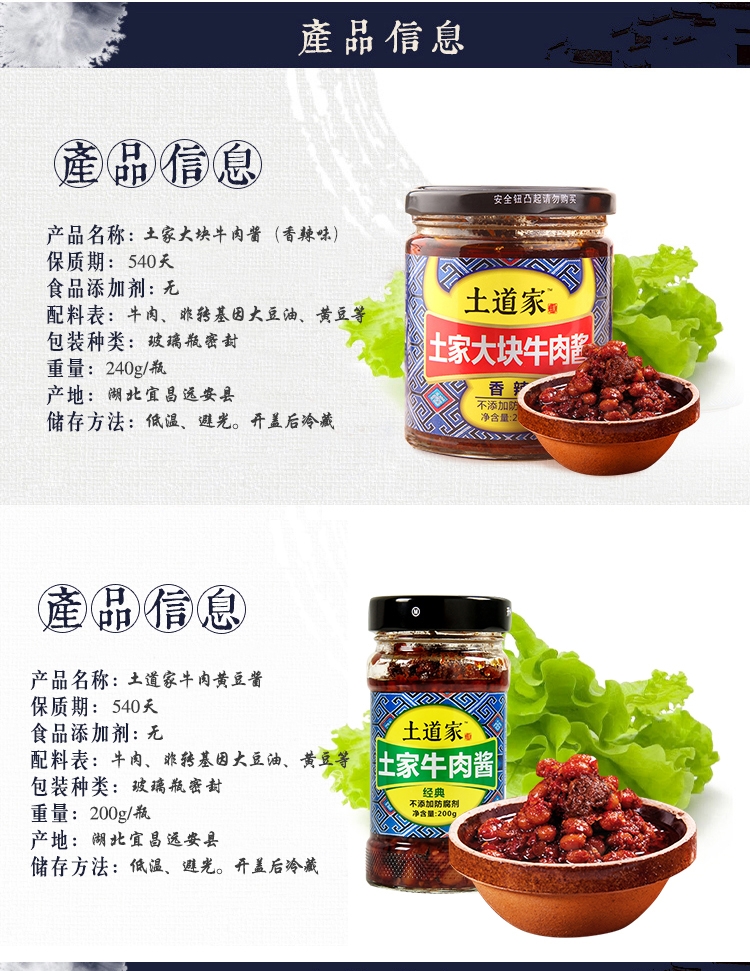 產品信息
產品信息
产品名称：土家大块牛肉酱（香辣味）
保质期：540天
食品添加剂：无
配料表：牛肉、非转基因大豆油、黄豆等
包装种类：玻璃瓶密封
重量：240g/瓶
产地：湖北宜昌远安县
储存方法：低温、避光。开盖后冷藏
安全钮凸起请勿购买
土道家™
土家大块牛肉酱
香辣
不添加防
净含量:2
產品信息
产品名称：土道家牛肉黄豆酱
保质期：540天
食品添加剂：无
配料表：牛肉、非转基因大豆油、黄豆等
包装种类：玻璃瓶密封
重量：200g/瓶
产地：湖北宜昌远安县
储存方法：低温、避光。开盖后冷藏
土道家
土家牛肉酱
经典
不添加防腐剂
净含量:200g